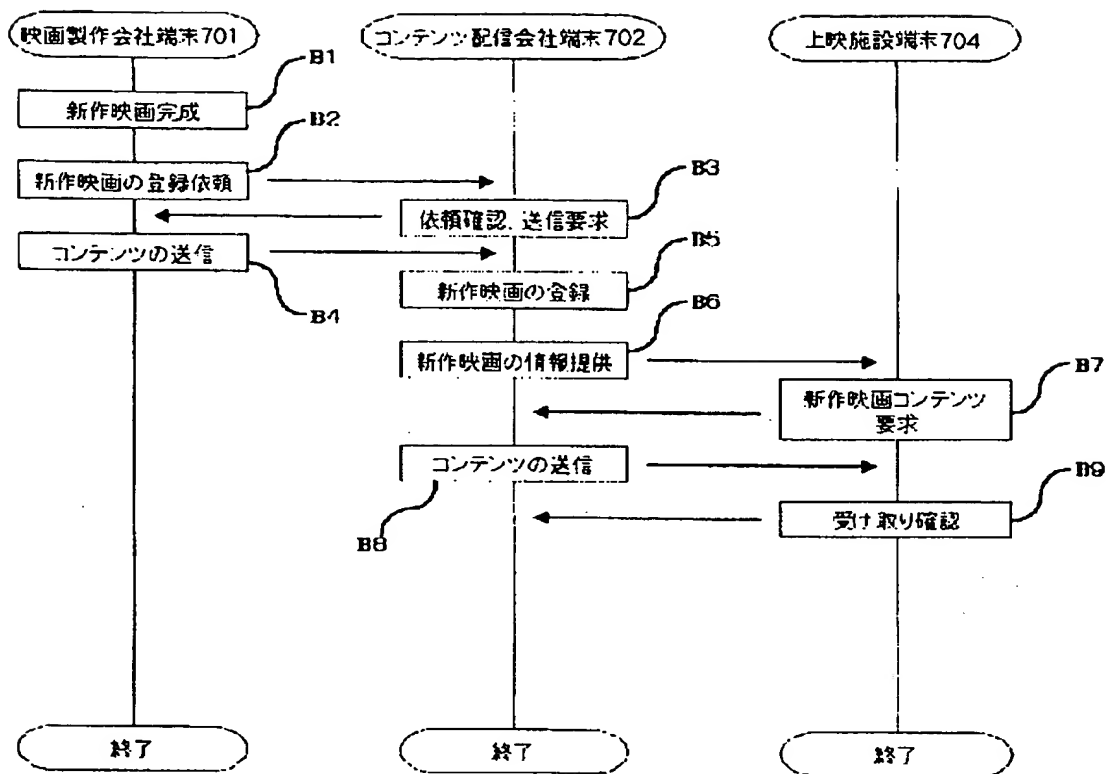 映画製作会社端末701
コンテンツ配信会社端末702
上映施設端末704
B1
新作映画完成
B2
新作映画の登録依頼
B3
依頼確認、送信要求
コンテンツの送信
B4
B5
新作映画の登録
B6
新作映画の情報提供
B7
新作映画コンテンツ
要求
コンテンツの送信
B8
B9
受け取り確認
終了
終了
終了